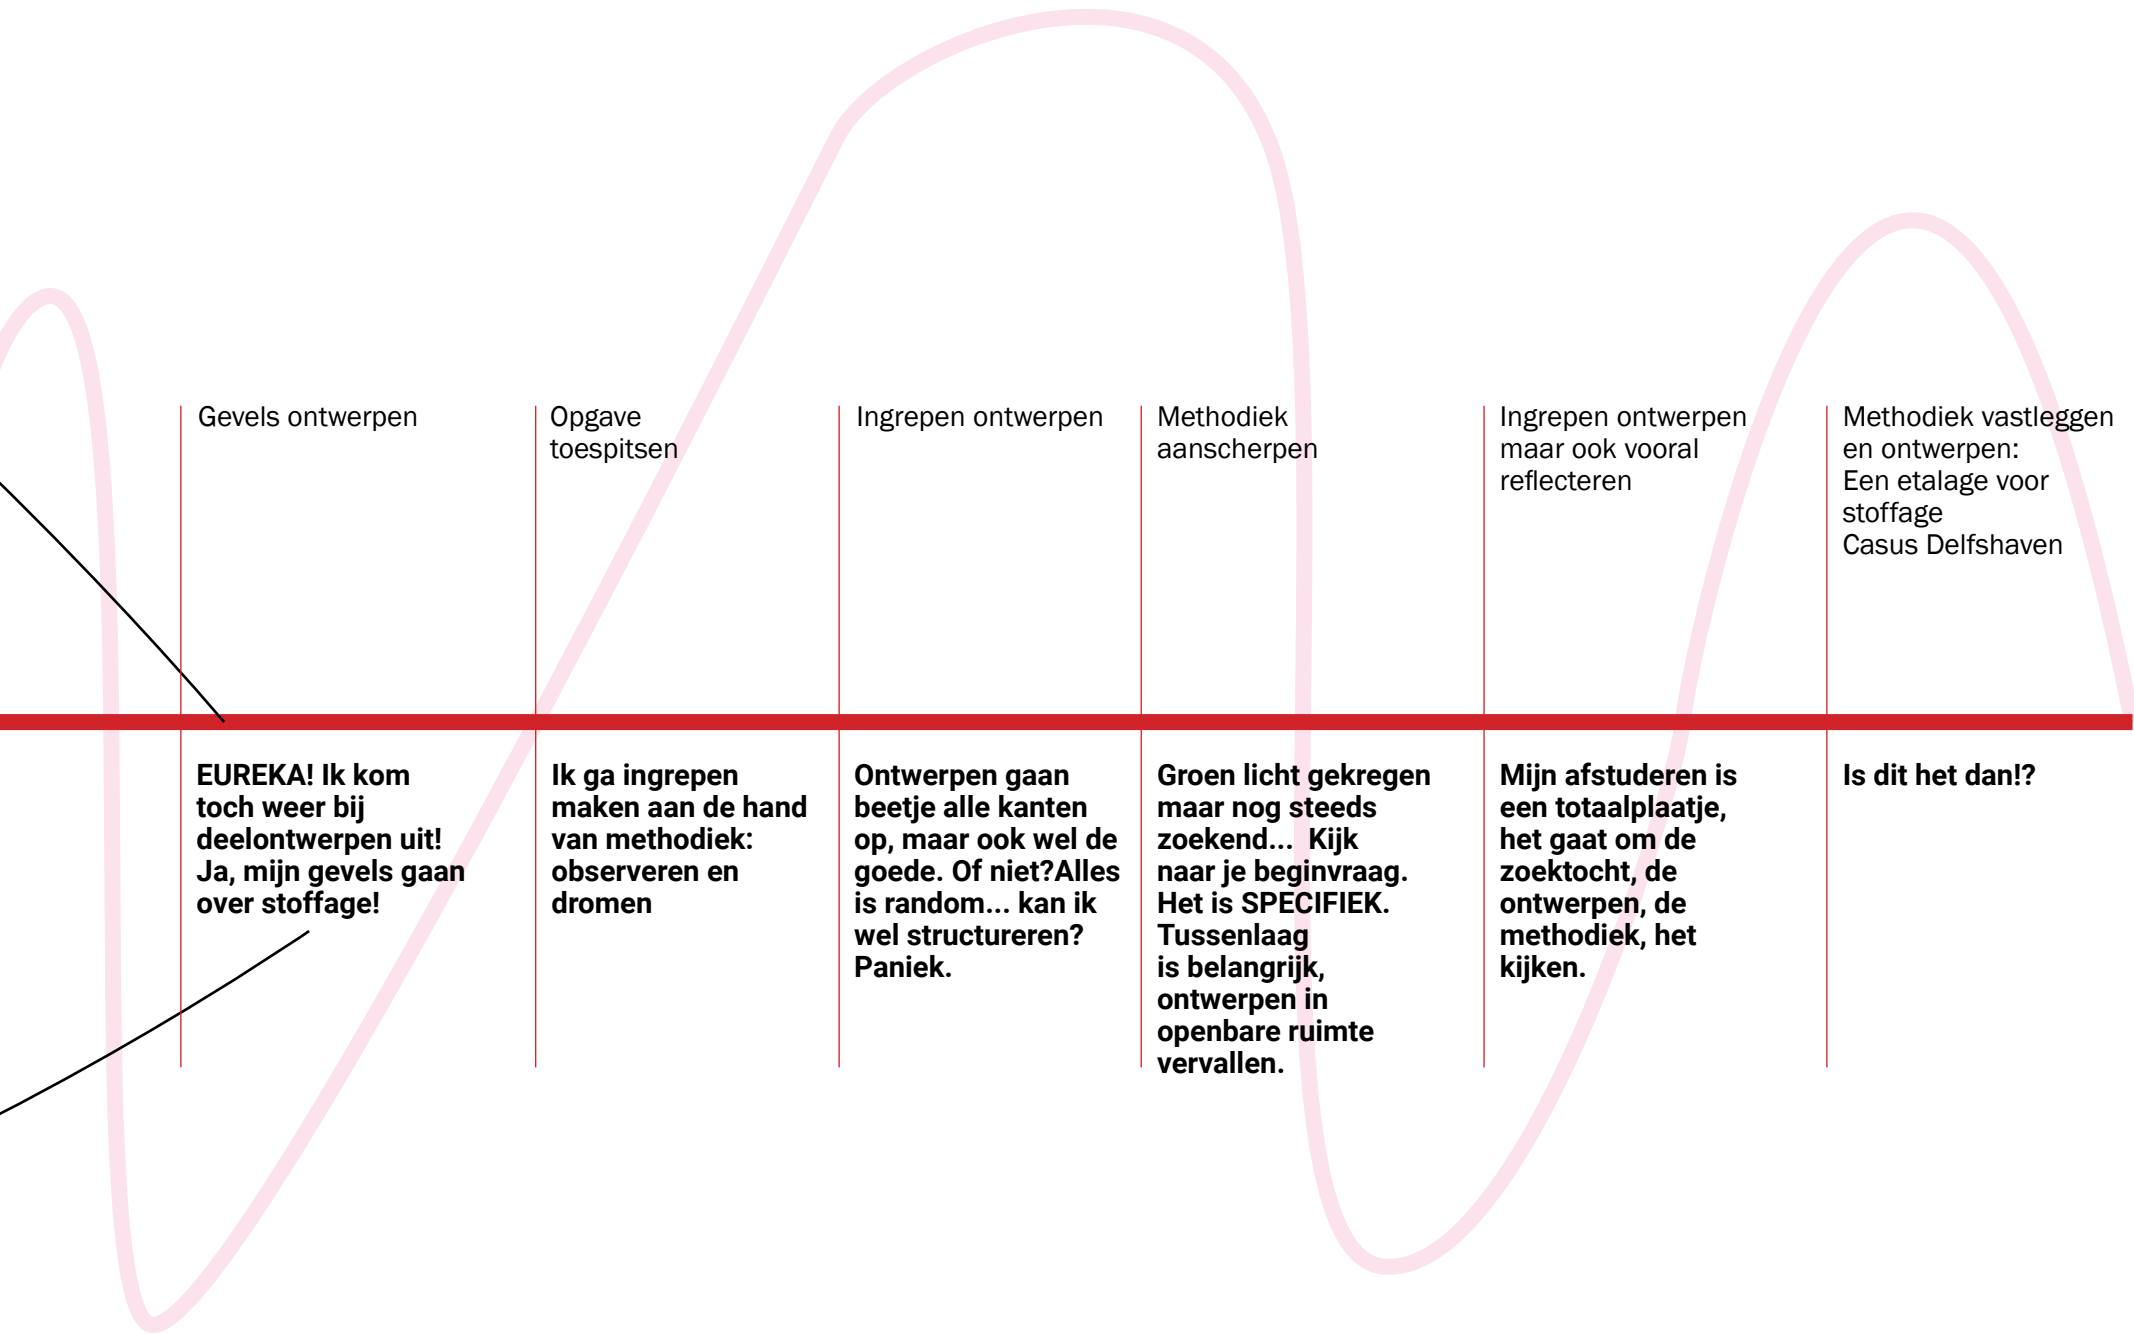 Gevels ontwerpen
Opgave
toespitsen
Ingrepen ontwerpen
Methodiek
aanscherpen
Ingrepen ontwerpen
maar ook vooral
reflecteren
Methodiek vastleggen
en ontwerpen:
Een etalage voor
stoffage
Casus Delfshaven
EUREKA! Ik kom
toch weer bij
deelontwerpen uit!
Ja, mijn gevels gaan
over stoffage!
Ik ga ingrepen
maken aan de hand
van methodiek:
observeren en
dromen
Ontwerpen gaan
beetje alle kanten
op, maar ook wel de
goede. Of niet?Alles
is random... kan ik
wel structureren?
Paniek.
Groen licht gekregen
maar nog steeds
zoekend... Kijk
naar je beginvraag.
Het is SPECIFIEK.
Tussenlaag
is belangrijk,
ontwerpen in
openbare ruimte
vervallen.
Mijn afstuderen is
een totaalplaatje,
het gaat om de
zoektocht, de
ontwerpen, de
methodiek, het
kijken.
Is dit het dan!?